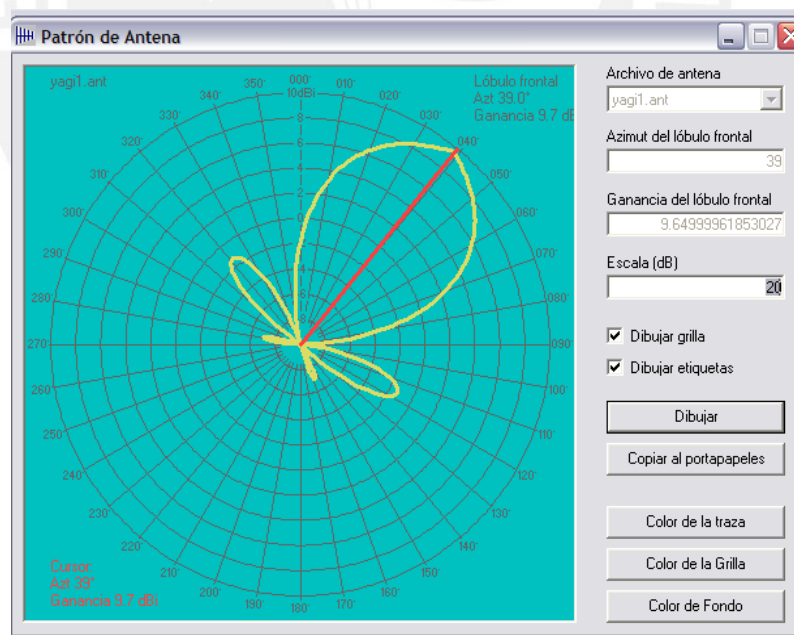 Patrón de Antena
yagi1.ant
Lóbulo frontal
Azt 39.0°
Ganancia 9.7 dB
000°
010°
020°
030°
040°
050°
060°
070°
080°
090°
100°
110°
120°
130°
140°
150°
160°
170°
180°
190°
200°
210°
220°
230°
240°
250°
260°
270°
280°
290°
300°
310°
320°
330°
340°
350°
10dBi
8
6
4
2
0
4
6
8
Cursor:
Azt 39°
Ganancia 9.7 dBi
Archivo de antena
yagi1.ant
Azimut del lóbulo frontal
39
Ganancia del lóbulo frontal
9.64999961853027
Escala (dB)
20
Dibujar grilla
Dibujar etiquetas
Dibujar
Copiar al portapapeles
Color de la traza
Color de la Grilla
Color de Fondo